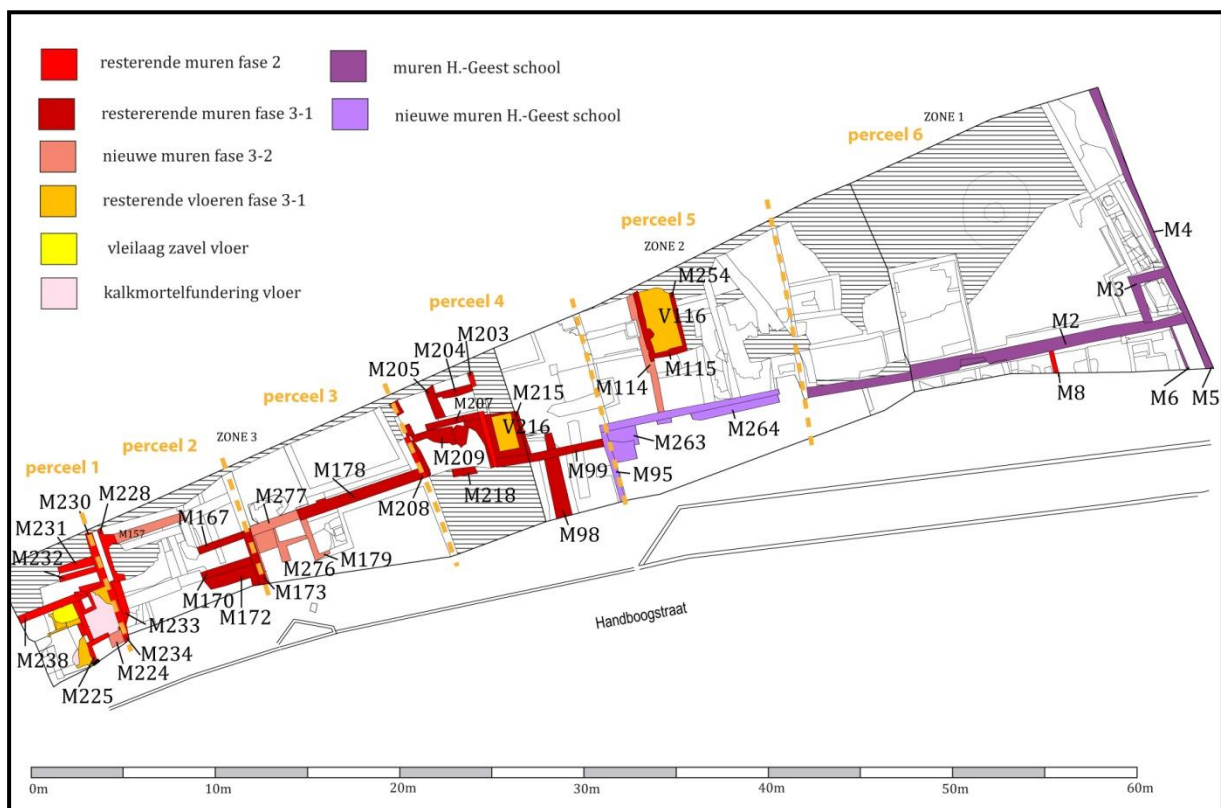 resterende muren fase 2
restererende muren fase 3-1
nieuwe muren fase 3-2
resterende vloeren fase 3-1
vleilaag zavel vloer
kalkmortelfundering vloer
muren H.-Geest school
nieuwe muren H.-Geest school
ZONE 1
perceel 6
perceel 5
ZONE 2
perceel 4
perceel 3
ZONE 3
perceel 2
perceel 1
M4
M3
M2
M8
M6
M5
M254
V116
M115
M114
M264
M263
M95
M203
M204
M205
M207
M215
V216
M209
M218
M208
M99
M98
M178
M277
M167
M179
M276
M173
M170
M172
M228
M230
M231
M157
M232
M233
M234
M238
M224
M225
Handboogstraat
0m
10m
20m
30m
40m
50m
60m